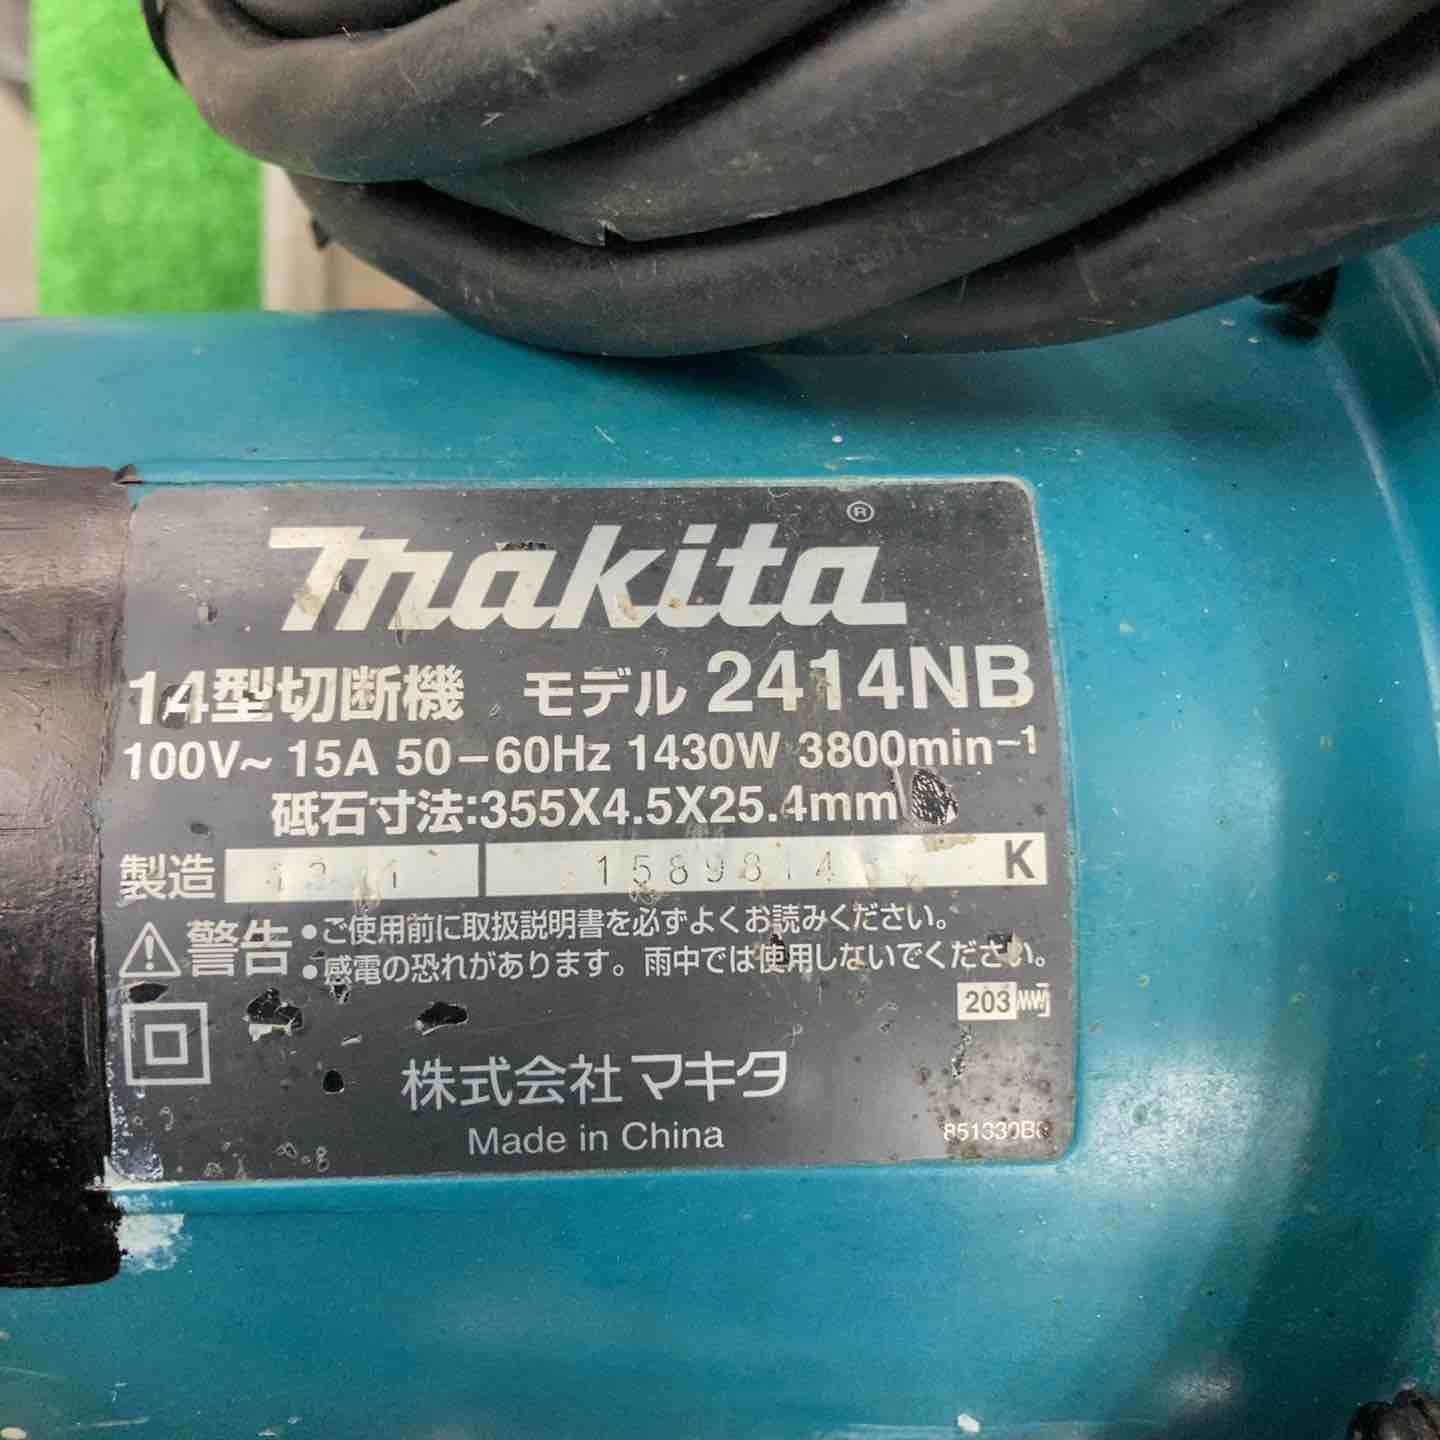 makita®
14型切断機 モデル 2414NB
100V~ 15A 50-60Hz 1430W 3800min⁻¹
砥石寸法:355X4.5X25.4mm
製造 1589814 K
警告 •ご使用前に取扱説明書を必ずよくお読みください。
•感電の恐れがあります。雨中では使用しないでください。
203
株式会社マキタ
Made in China